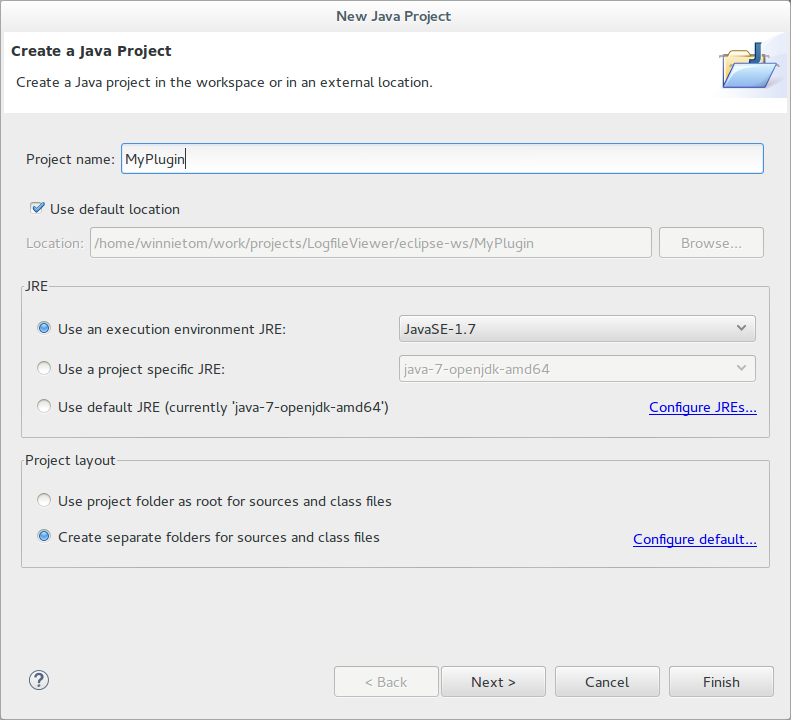 New Java Project
Create a Java Project
Create a Java project in the workspace or in an external location.
Project name: MyPlugin
Use default location
Location: /home/winnietom/work/projects/LogfileViewer/eclipse-ws/MyPlugin Browse...
JRE
Use an execution environment JRE: JavaSE-1.7
Use a project specific JRE: java-7-openjdk-amd64
Use default JRE (currently 'java-7-openjdk-amd64') Configure JREs...
Project layout
Use project folder as root for sources and class files
Create separate folders for sources and class files Configure default...
? < Back Next > Cancel Finish